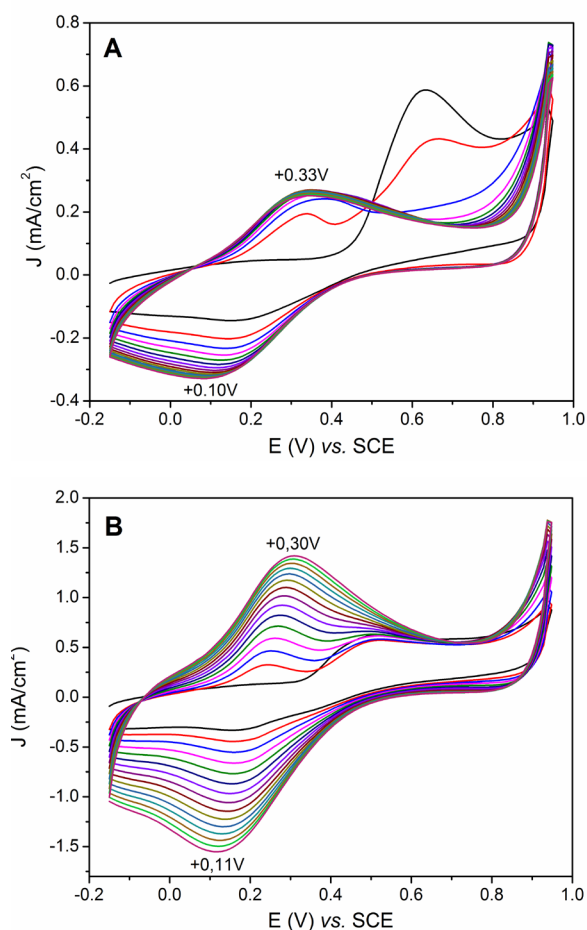 A
0.8
0.6
0.4
0.2
0.0
-0.2
-0.4
J (mA/cm²)
+0.33V
+0.10V
-0.2 0.0 0.2 0.4 0.6 0.8 1.0
E (V) vs. SCE
B
2.0
1.5
1.0
0.5
0.0
-0.5
-1.0
-1.5
J (mA/cm²)
+0,30V
+0,11V
-0.2 0.0 0.2 0.4 0.6 0.8 1.0
E (V) vs. SCE